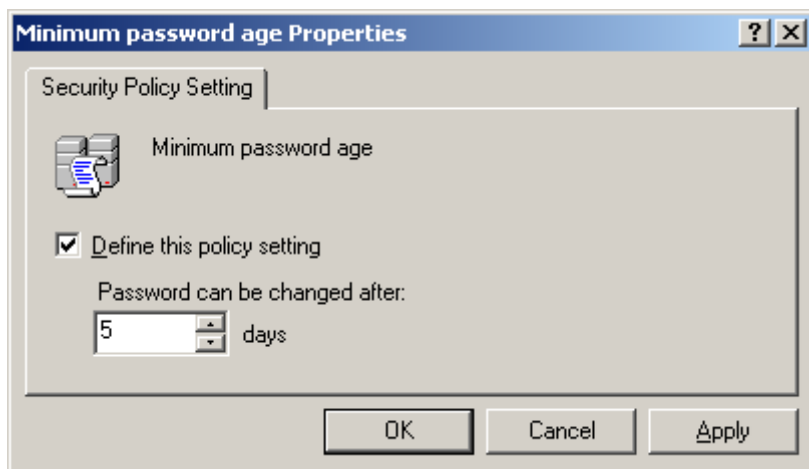 Minimum password age Properties
Security Policy Setting
Minimum password age
Define this policy setting
Password can be changed after:
5 days
OK Cancel Apply